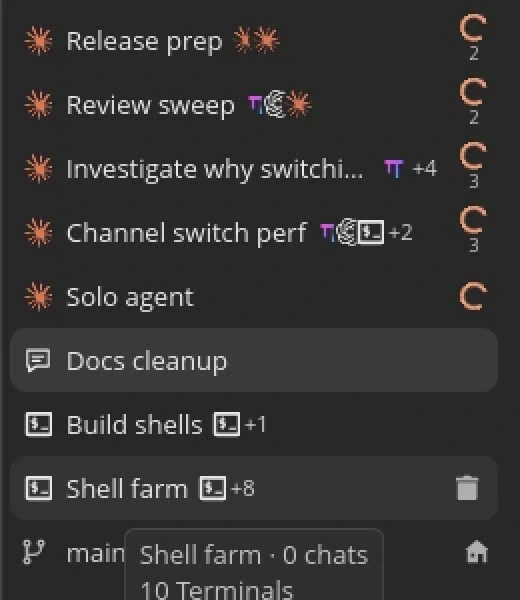 Release prep
2
Review sweep
2
Investigate why switchi... +4
3
Channel switch perf $_ +2
3
Solo agent
Docs cleanup
$_ Build shells $_ +1
$_ Shell farm $_ +8
main
Shell farm · 0 chats
10 Terminals